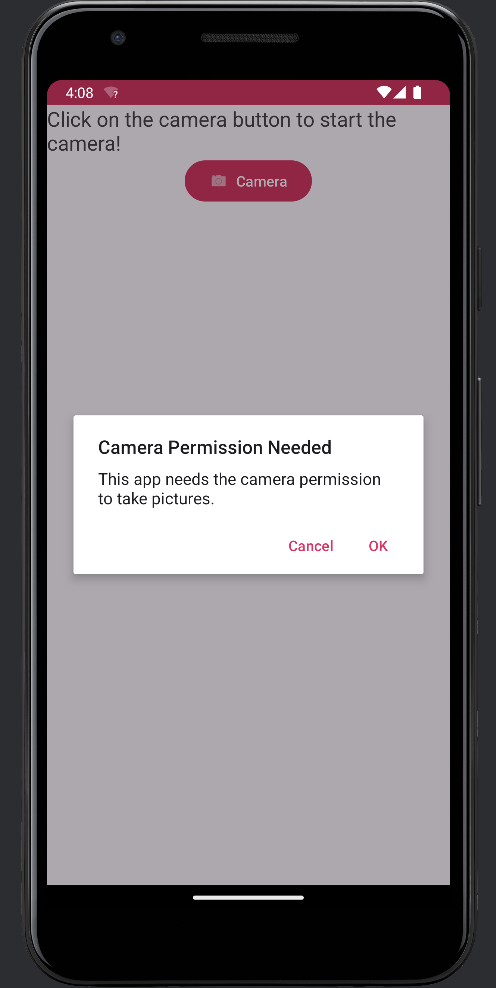 4:08
Click on the camera button to start the
camera!
Camera
Camera Permission Needed
This app needs the camera permission
to take pictures.
Cancel OK